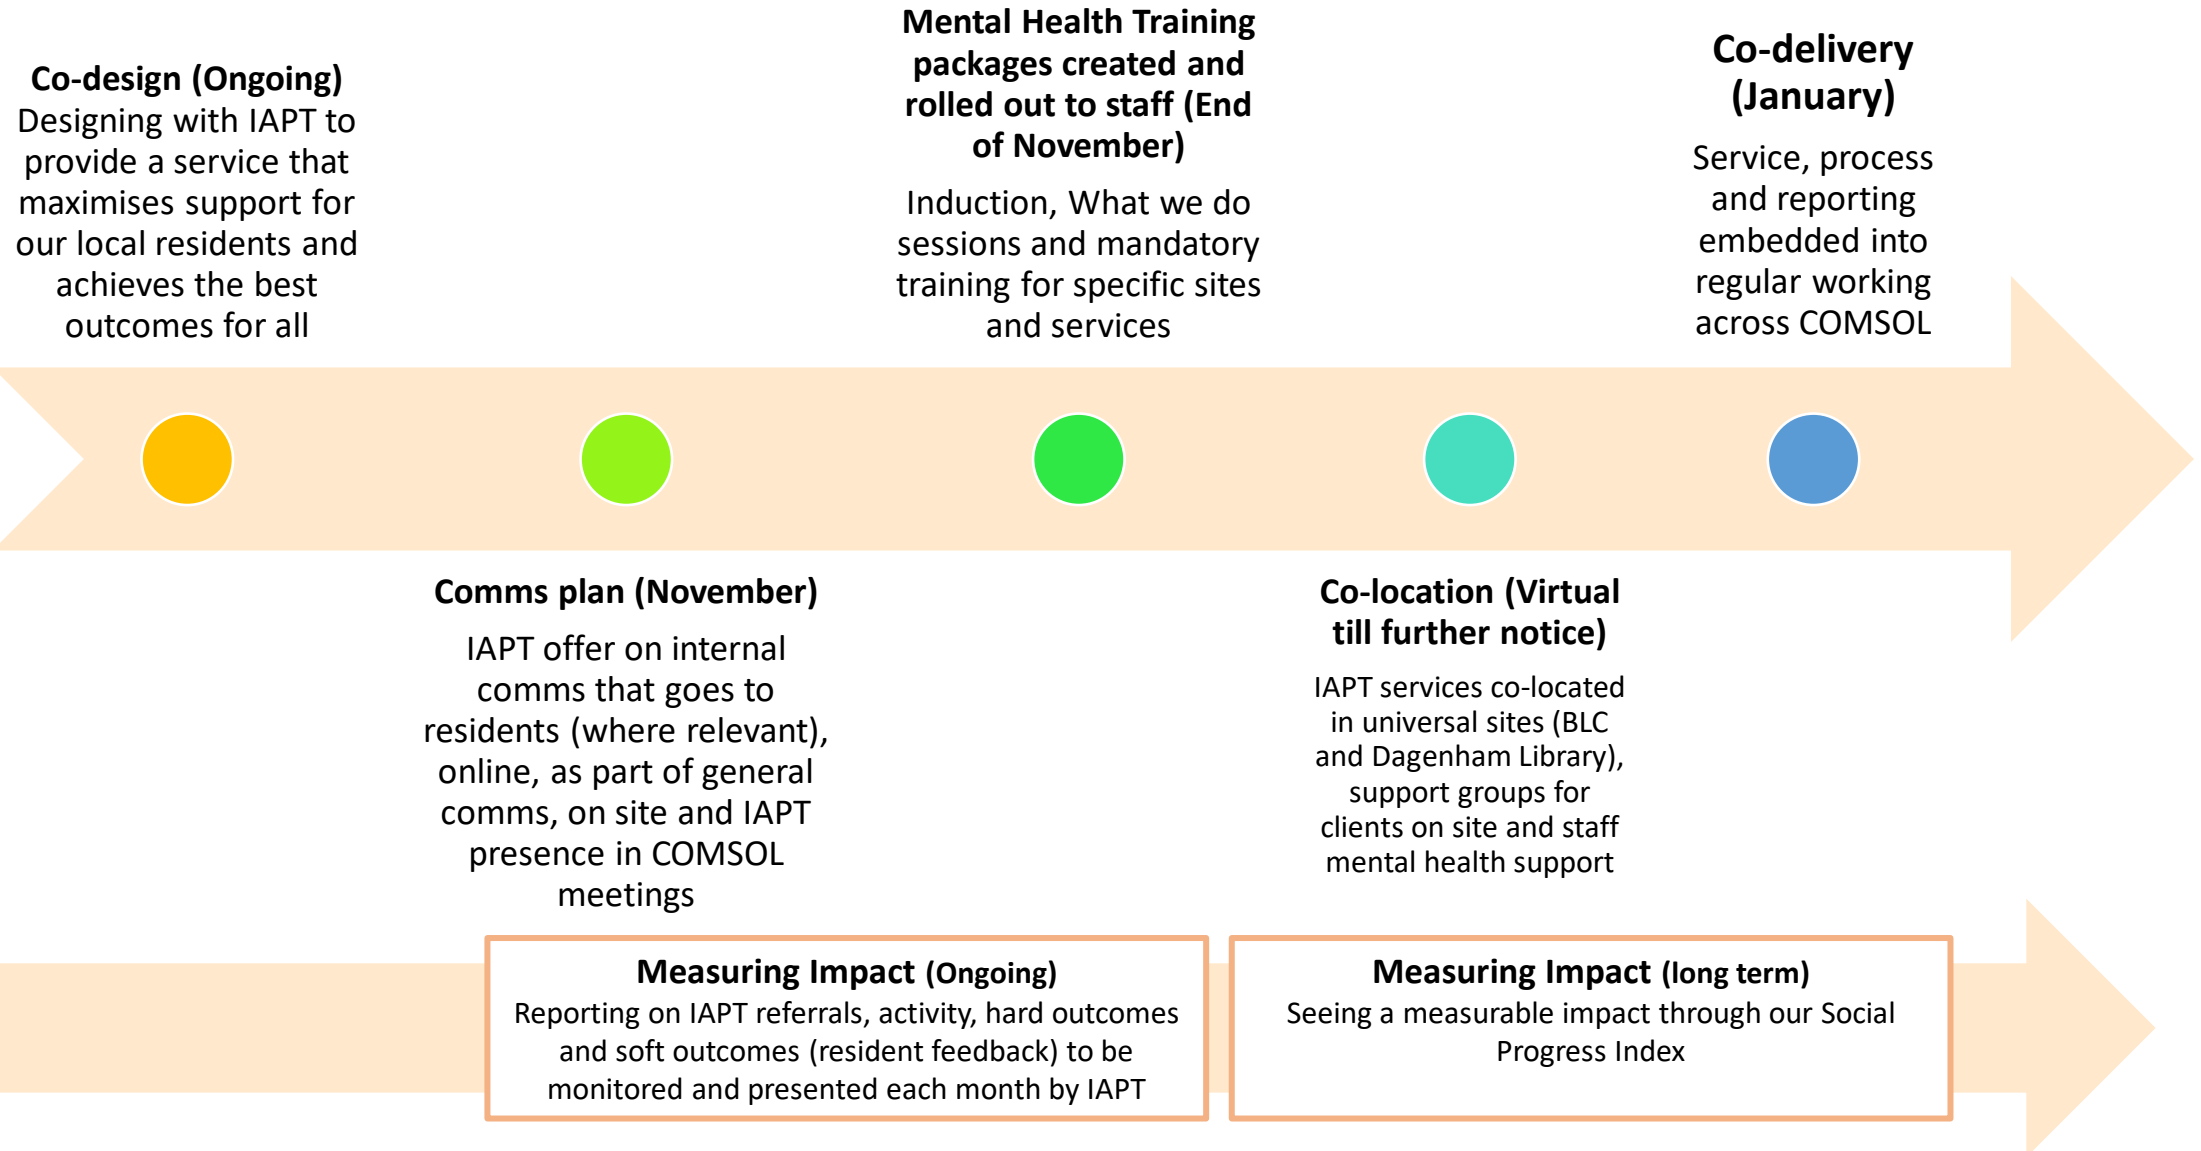 Co-design (Ongoing)
Designing with IAPT to
provide a service that
maximises support for
our local residents and
achieves the best
outcomes for all
Comms plan (November)
IAPT offer on internal
comms that goes to
residents (where relevant),
online, as part of general
comms, on site and IAPT
presence in COMSOL
meetings
Mental Health Training
packages created and
rolled out to staff (End
of November)
Induction, What we do
sessions and mandatory
training for specific sites
and services
Co-location (Virtual
till further notice)
IAPT services co-located
in universal sites (BLC
and Dagenham Library),
support groups for
clients on site and staff
mental health support
Co-delivery
(January)
Service, process
and reporting
embedded into
regular working
across COMSOL
Measuring Impact (Ongoing)
Reporting on IAPT referrals, activity, hard outcomes
and soft outcomes (resident feedback) to be
monitored and presented each month by IAPT
Measuring Impact (long term)
Seeing a measurable impact through our Social
Progress Index